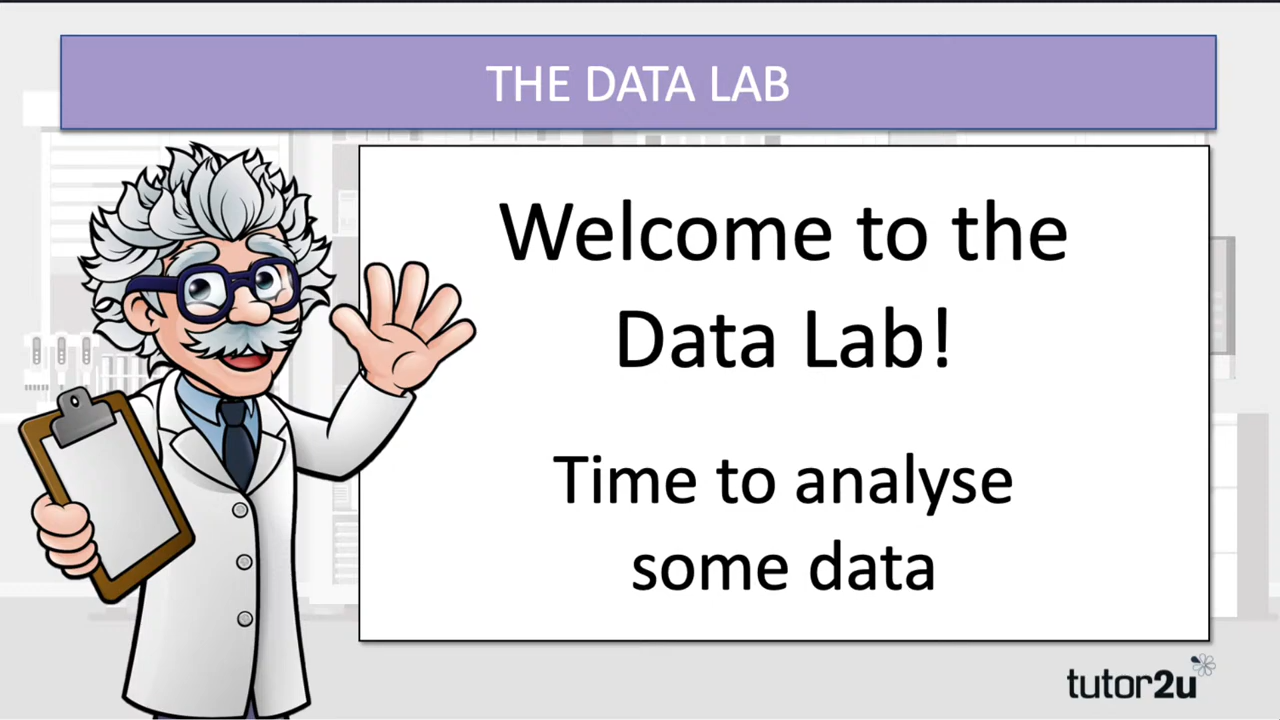 THE DATA LAB
Welcome to the
Data Lab!
Time to analyse
some data
tutor2u